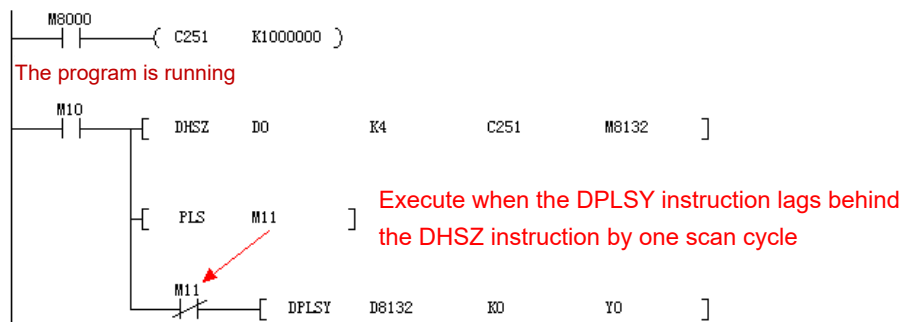 M8000
C251 K1000000
The program is running
M10
DHSZ D0 K4 C251 M8132
PLS M11
Execute when the DPLSY instruction lags behind
the DHSZ instruction by one scan cycle
M11
DPLSY D8132 K0 Y0